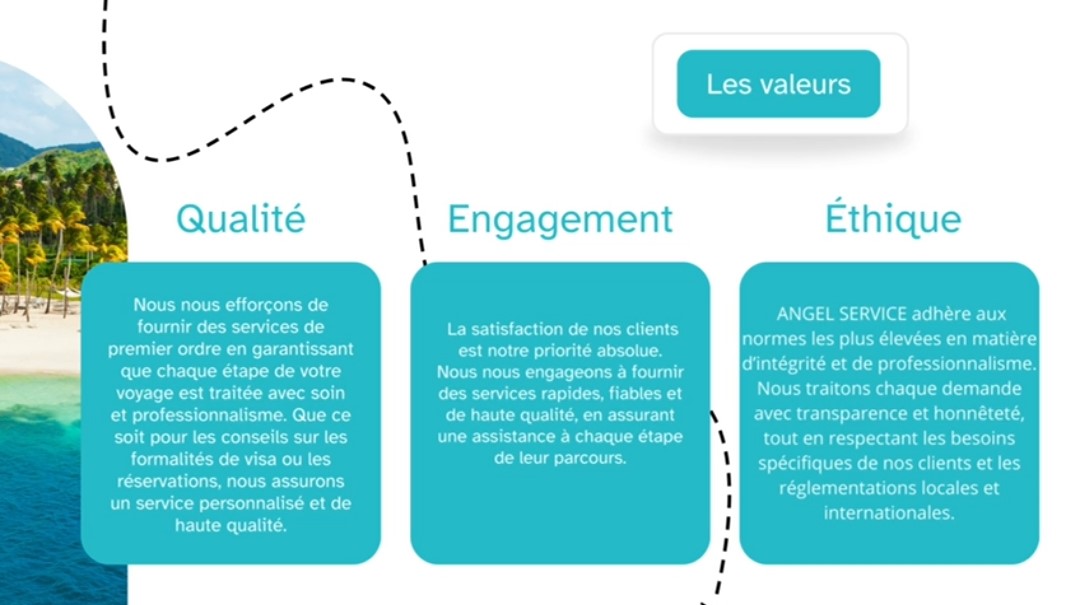 Les valeurs
Qualité
Nous nous efforçons de
fournir des services de
premier ordre en garantissant
que chaque étape de votre
voyage est traitée avec soin
et professionnalisme. Que ce
soit pour les conseils sur les
formalités de visa ou les
réservations, nous assurons
un service personnalisé et de
haute qualité.
Engagement
La satisfaction de nos clients
est notre priorité absolue.
Nous nous engageons à fournir
des services rapides, fiables et
de haute qualité, en assurant
une assistance à chaque étape
de leur parcours.
Éthique
ANGEL SERVICE adhère aux
normes les plus élevées en matière
d'intégrité et de professionnalisme.
Nous traitons chaque demande
avec transparence et honnêteté,
tout en respectant les besoins
spécifiques de nos clients et les
réglementations locales et
internationales.